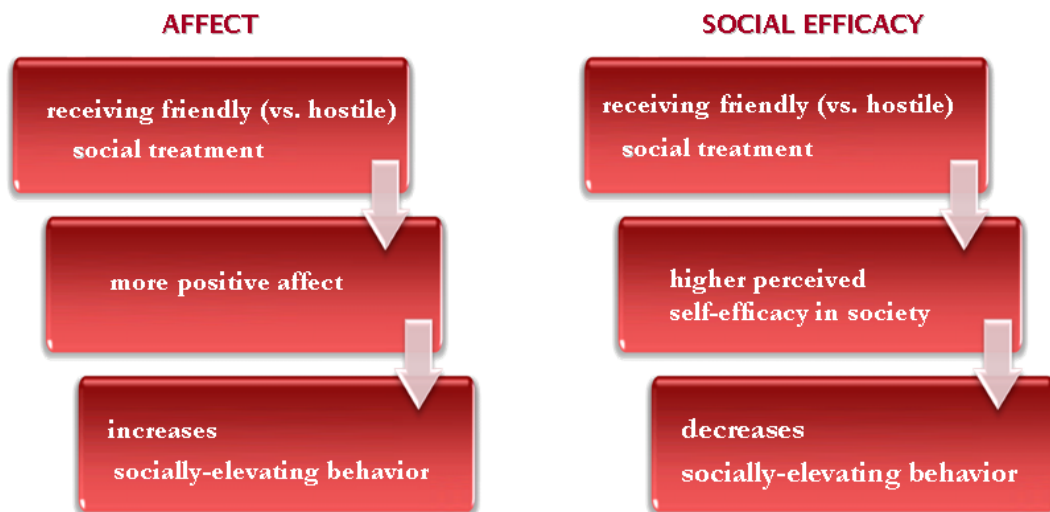 AFFECT
receiving friendly (vs. hostile)
social treatment
more positive affect
increases
socially-elevating behavior
SOCIAL EFFICACY
receiving friendly (vs. hostile)
social treatment
higher perceived
self-efficacy in society
decreases
socially-elevating behavior